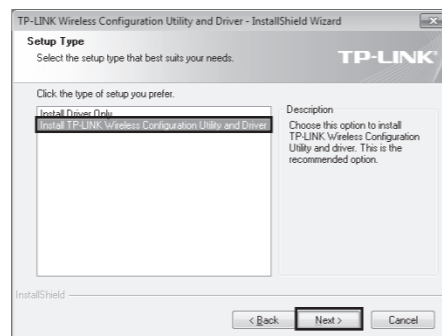 TP-LINK Wireless Configuration Utility and Driver - InstallShield Wizard
Setup Type
Select the setup type that best suits your needs.
TP-LINK
Click the type of setup you prefer.
Install Driver Only
Install TP-LINK Wireless Configuration Utility and Driver
Description
Choose this option to install
TP-LINK Wireless Configuration
Utility and driver. This is the
recommended option.
InstallShield
< Back
Next >
Cancel